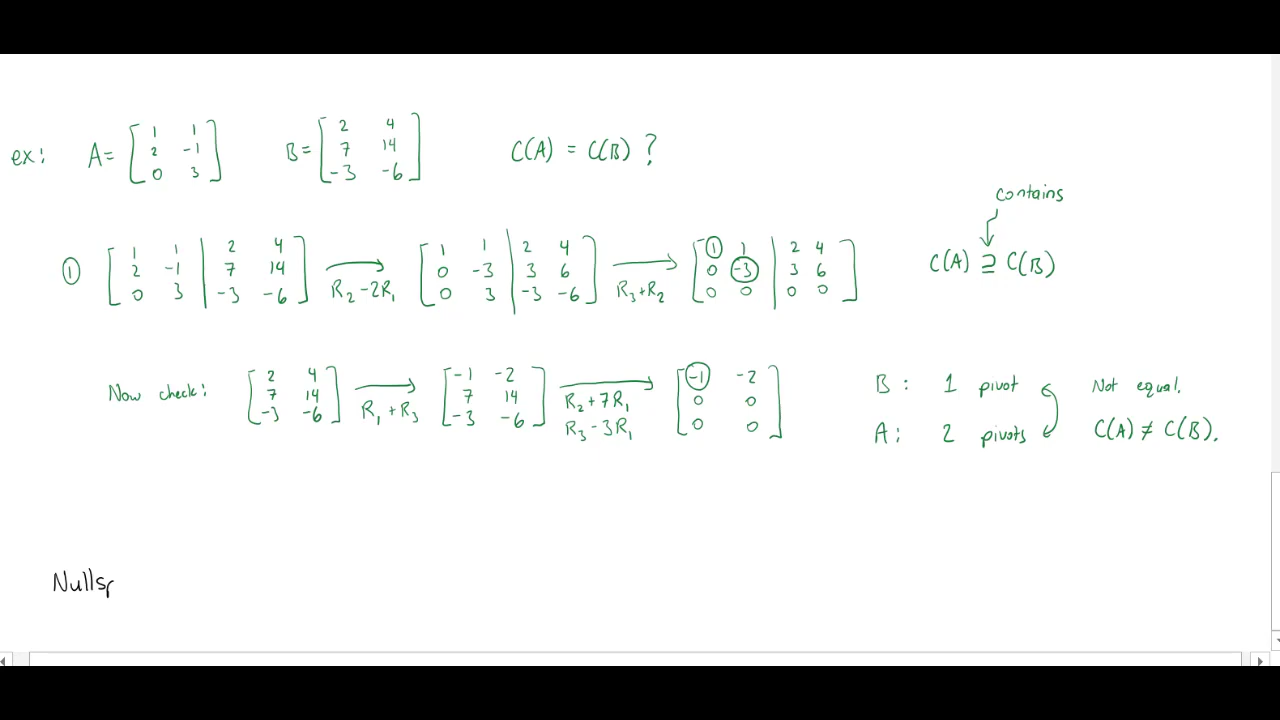 ex: A = [1 1; 2 -1; 0 3] B = [2 4; 7 14; -3 -6] C(A) = C(B) ?
contains
① [1 1 | 2 4; 2 -1 | 7 14; 0 3 | -3 -6] → R₂ - 2R₁ [1 1 | 2 4; 0 -3 | 3 6; 0 3 | -3 -6] → R₃ + R₂ [1 1 | 2 4; 0 -3 | 3 6; 0 0 | 0 0] C(A) ⊇ C(B)
Now check: [2 4; 7 14; -3 -6] → R₁ + R₃ [-1 -2; 7 14; -3 -6] → R₂ + 7R₁ R₃ - 3R₁ [-1 -2; 0 0; 0 0] B: 1 pivot Not equal.
A: 2 pivots C(A) ≠ C(B).
Nullsp